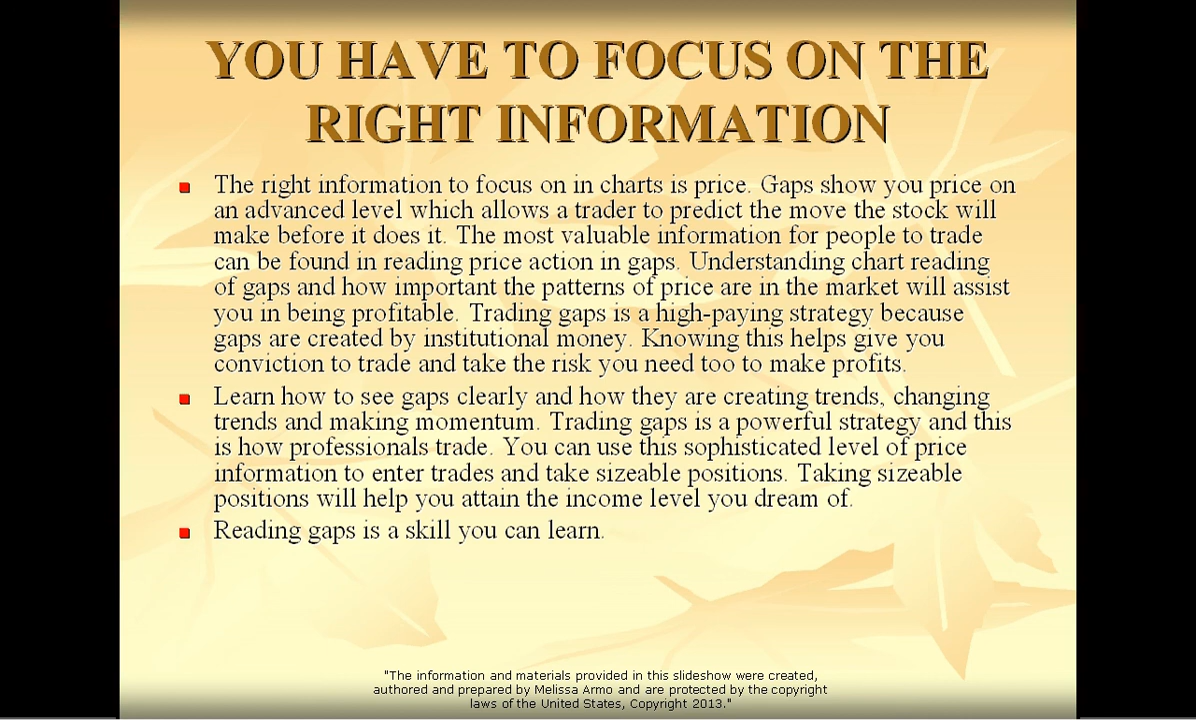 YOU HAVE TO FOCUS ON THE
RIGHT INFORMATION
The right information to focus on in charts is price. Gaps show you price on
an advanced level which allows a trader to predict the move the stock will
make before it does it. The most valuable information for people to trade
can be found in reading price action in gaps. Understanding chart reading
of gaps and how important the patterns of price are in the market will assist
you in being profitable. Trading gaps is a high-paying strategy because
gaps are created by institutional money. Knowing this helps give you
conviction to trade and take the risk you need too to make profits.
Learn how to see gaps clearly and how they are creating trends, changing
trends and making momentum. Trading gaps is a powerful strategy and this
is how professionals trade. You can use this sophisticated level of price
information to enter trades and take sizeable positions. Taking sizeable
positions will help you attain the income level you dream of.
Reading gaps is a skill you can learn.
"The information and materials provided in this slideshow were created,
authored and prepared by Melissa Armo and are protected by the copyright
laws of the United States, Copyright 2013."